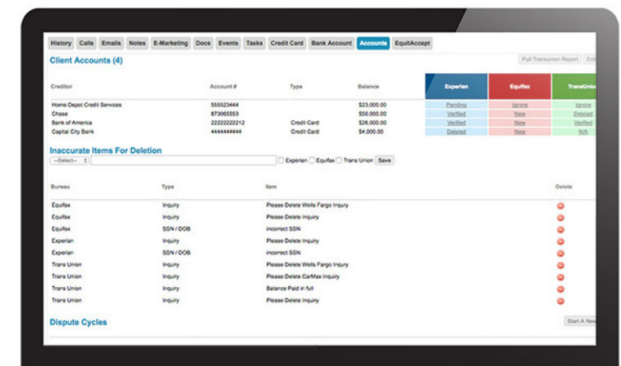 History Calls Emails Notes E-Marketing Docs Events Tasks Credit Card Bank Account Accounts EquitAccept
Client Accounts (4)
Pull Transunion Report Edit
Creditor Account # Type Balance Experian Equifax TransUnion
Home Depot Credit Services 555523444 $23,000.00 Pending Ignore Ignore
Chase 873065553 $50,000.00 Verified New Deleted
Bank of America 22222222212 Credit Card $26,000.00 Verified New Verified
Capital City Bank 4444444444 Credit Card $4,000.00 Deleted New N/A
Inaccurate Items For Deletion
--Select-- Experian Equifax Trans Union Save
Bureau Type Item Delete
Equifax Inquiry Please Delete Wells Fargo Inquiry
Equifax Inquiry Please Delete Inquiry
Equifax SSN / DOB incorrect SSN
Experian Inquiry Please Delete Inquiry
Experian SSN / DOB incorrect SSN
Trans Union Inquiry Please Delete Wells Fargo Inquiry
Trans Union Inquiry Please Delete CarMax Inquiry
Trans Union Inquiry Balance Paid in full
Trans Union Inquiry Please Delete Inquiry
Dispute Cycles
Start A New